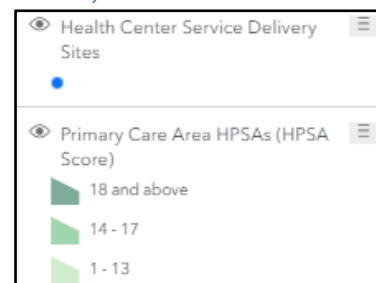 Health Center Service Delivery
Sites
Primary Care Area HPSAs (HPSA
Score)
18 and above
14 - 17
1 - 13